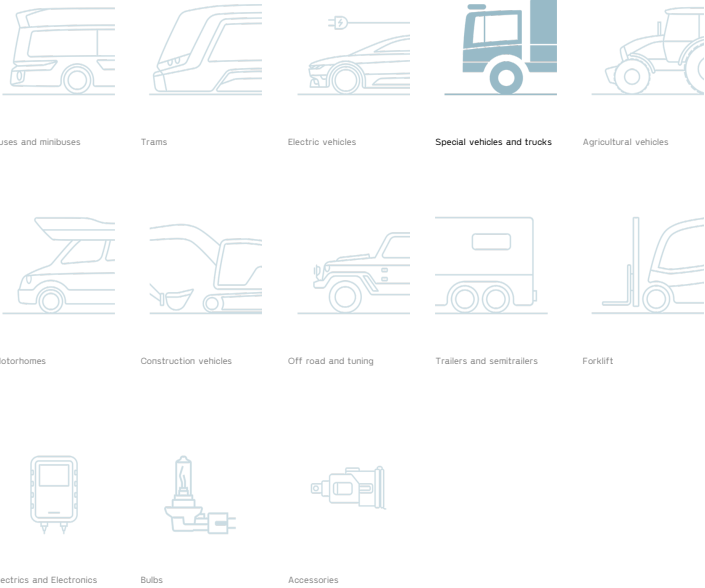 uses and minibuses
Trams
Electric vehicles
Special vehicles and trucks
Agricultural vehicles
otorhomes
Construction vehicles
Off road and tuning
Trailers and semitrailers
Forklift
ectrics and Electronics
Bulbs
Accessories